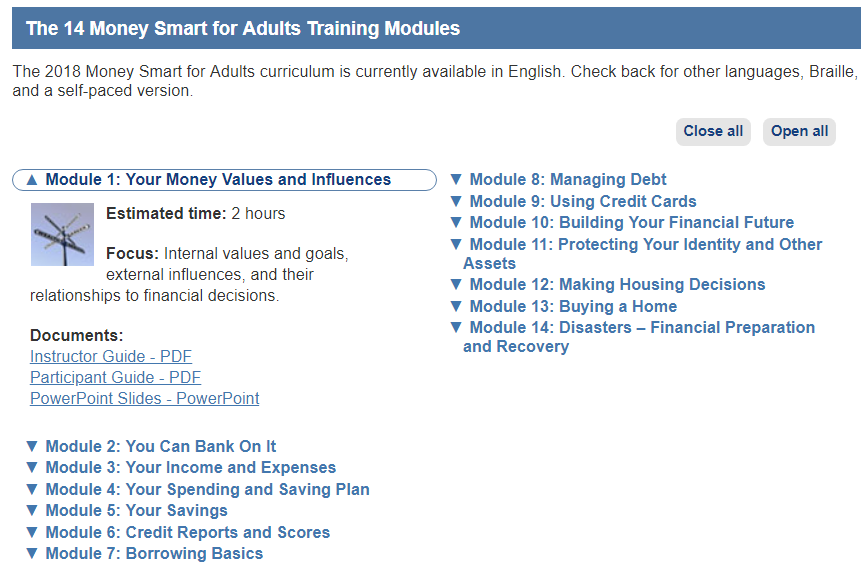 The 14 Money Smart for Adults Training Modules
The 2018 Money Smart for Adults curriculum is currently available in English. Check back for other languages, Braille,
and a self-paced version.
Close all
Open all
▲ Module 1: Your Money Values and Influences
Estimated time: 2 hours
Focus: Internal values and goals,
external influences, and their
relationships to financial decisions.
Documents:
Instructor Guide - PDF
Participant Guide - PDF
PowerPoint Slides - PowerPoint
▼ Module 2: You Can Bank On It
▼ Module 3: Your Income and Expenses
▼ Module 4: Your Spending and Saving Plan
▼ Module 5: Your Savings
▼ Module 6: Credit Reports and Scores
▼ Module 7: Borrowing Basics
▼ Module 8: Managing Debt
▼ Module 9: Using Credit Cards
▼ Module 10: Building Your Financial Future
▼ Module 11: Protecting Your Identity and Other
Assets
▼ Module 12: Making Housing Decisions
▼ Module 13: Buying a Home
▼ Module 14: Disasters – Financial Preparation
and Recovery